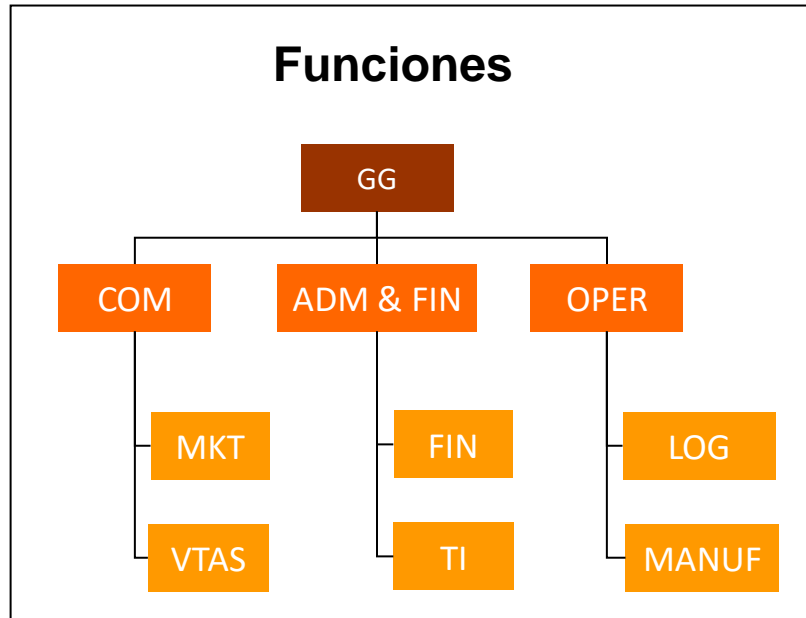 Funciones
GG
COM
ADM & FIN
OPER
MKT
FIN
LOG
VTAS
TI
MANUF